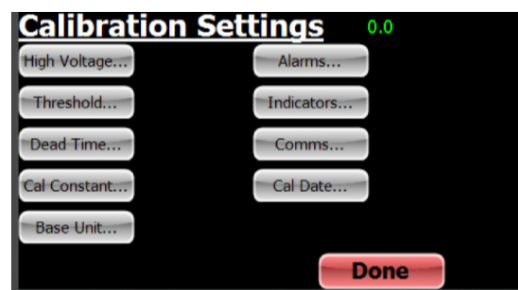 Calibration Settings 0.0
High Voltage... Alarms...
Threshold... Indicators...
Dead Time... Comms...
Cal Constant... Cal Date...
Base Unit...
Done